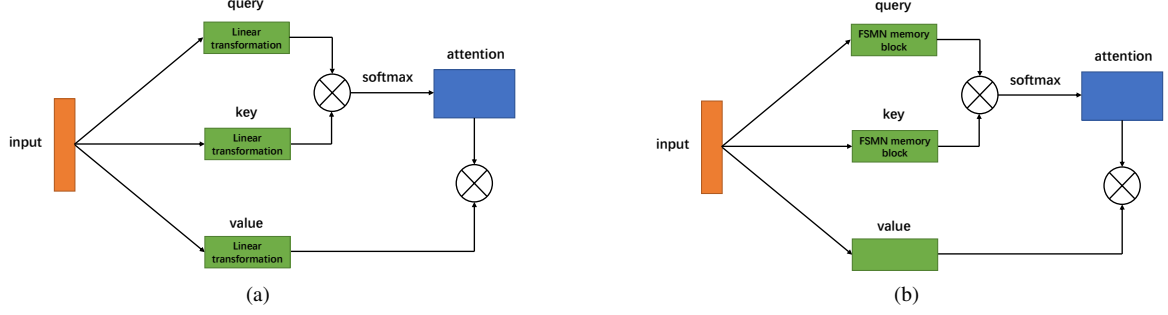 query
Linear
transformation
attention
softmax
key
input
Linear
transformation
value
Linear
transformation
(a)
query
FSMN memory
block
attention
softmax
key
input
FSMN memory
block
value
(b)